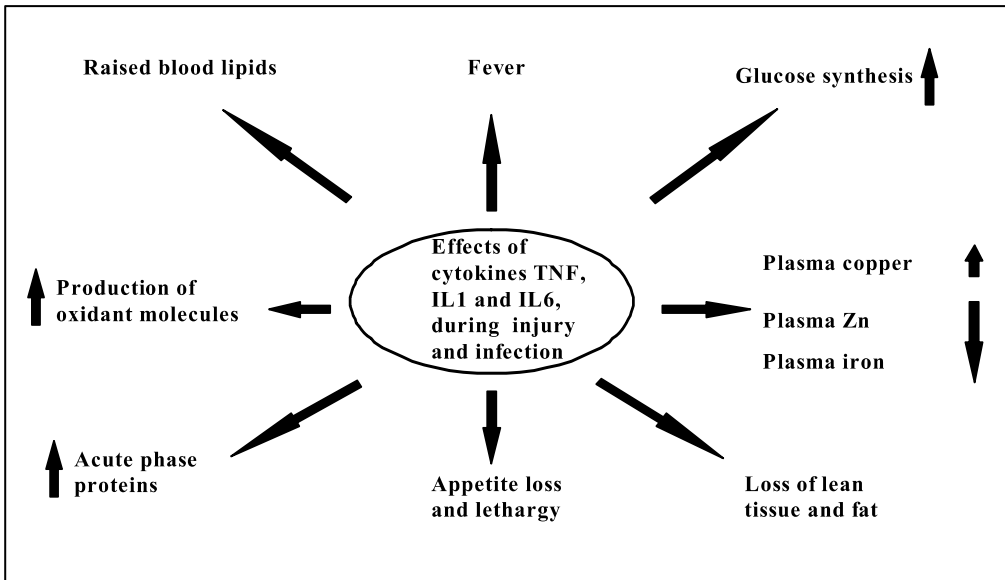 Raised blood lipids
Fever
Glucose synthesis
Effects of
cytokines TNF,
IL1 and IL6,
during injury
and infection
Production of
oxidant molecules
Plasma copper
Plasma Zn
Plasma iron
Acute phase
proteins
Appetite loss
and lethargy
Loss of lean
tissue and fat